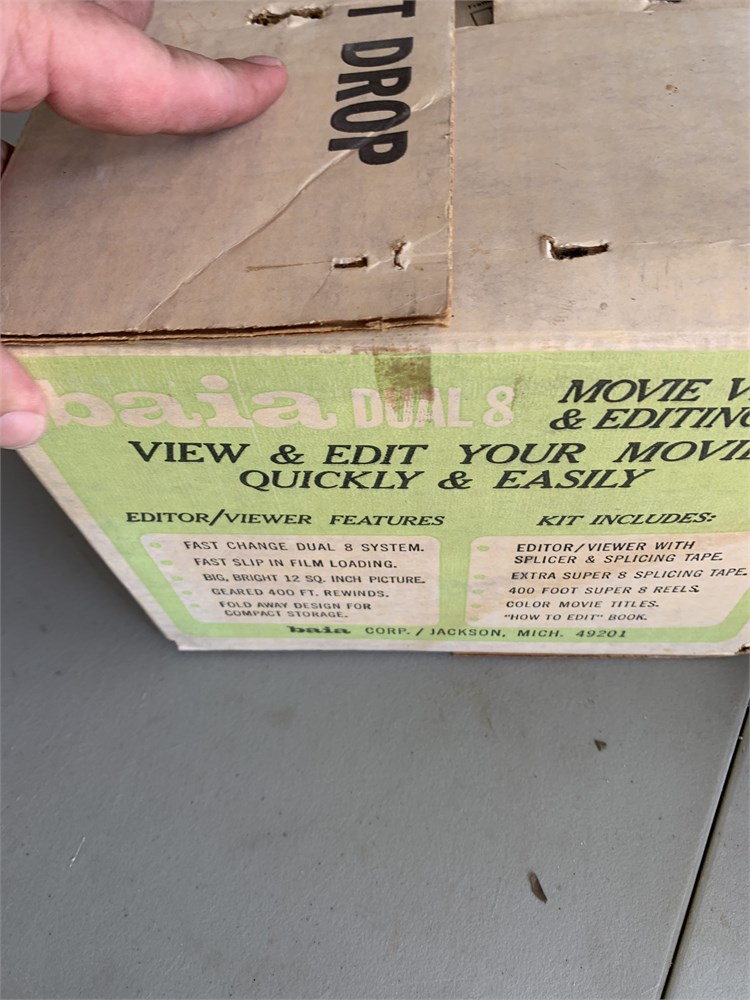 T DROP
baia DUAL 8
MOVIE V
& EDITING
VIEW & EDIT YOUR MOVIE
QUICKLY & EASILY
EDITOR/VIEWER FEATURES
FAST CHANGE DUAL 8 SYSTEM.
FAST SLIP IN FILM LOADING.
BIG, BRIGHT 12 SQ. INCH PICTURE.
GEARED 400 FT. REWINDS.
FOLD AWAY DESIGN FOR
COMPACT STORAGE.
KIT INCLUDES:
EDITOR/VIEWER WITH
SPLICER & SPLICING TAPE.
EXTRA SUPER 8 SPLICING TAPE.
400 FOOT SUPER 8 REELS.
COLOR MOVIE TITLES.
"HOW TO EDIT" BOOK.
baia CORP. / JACKSON, MICH. 49201